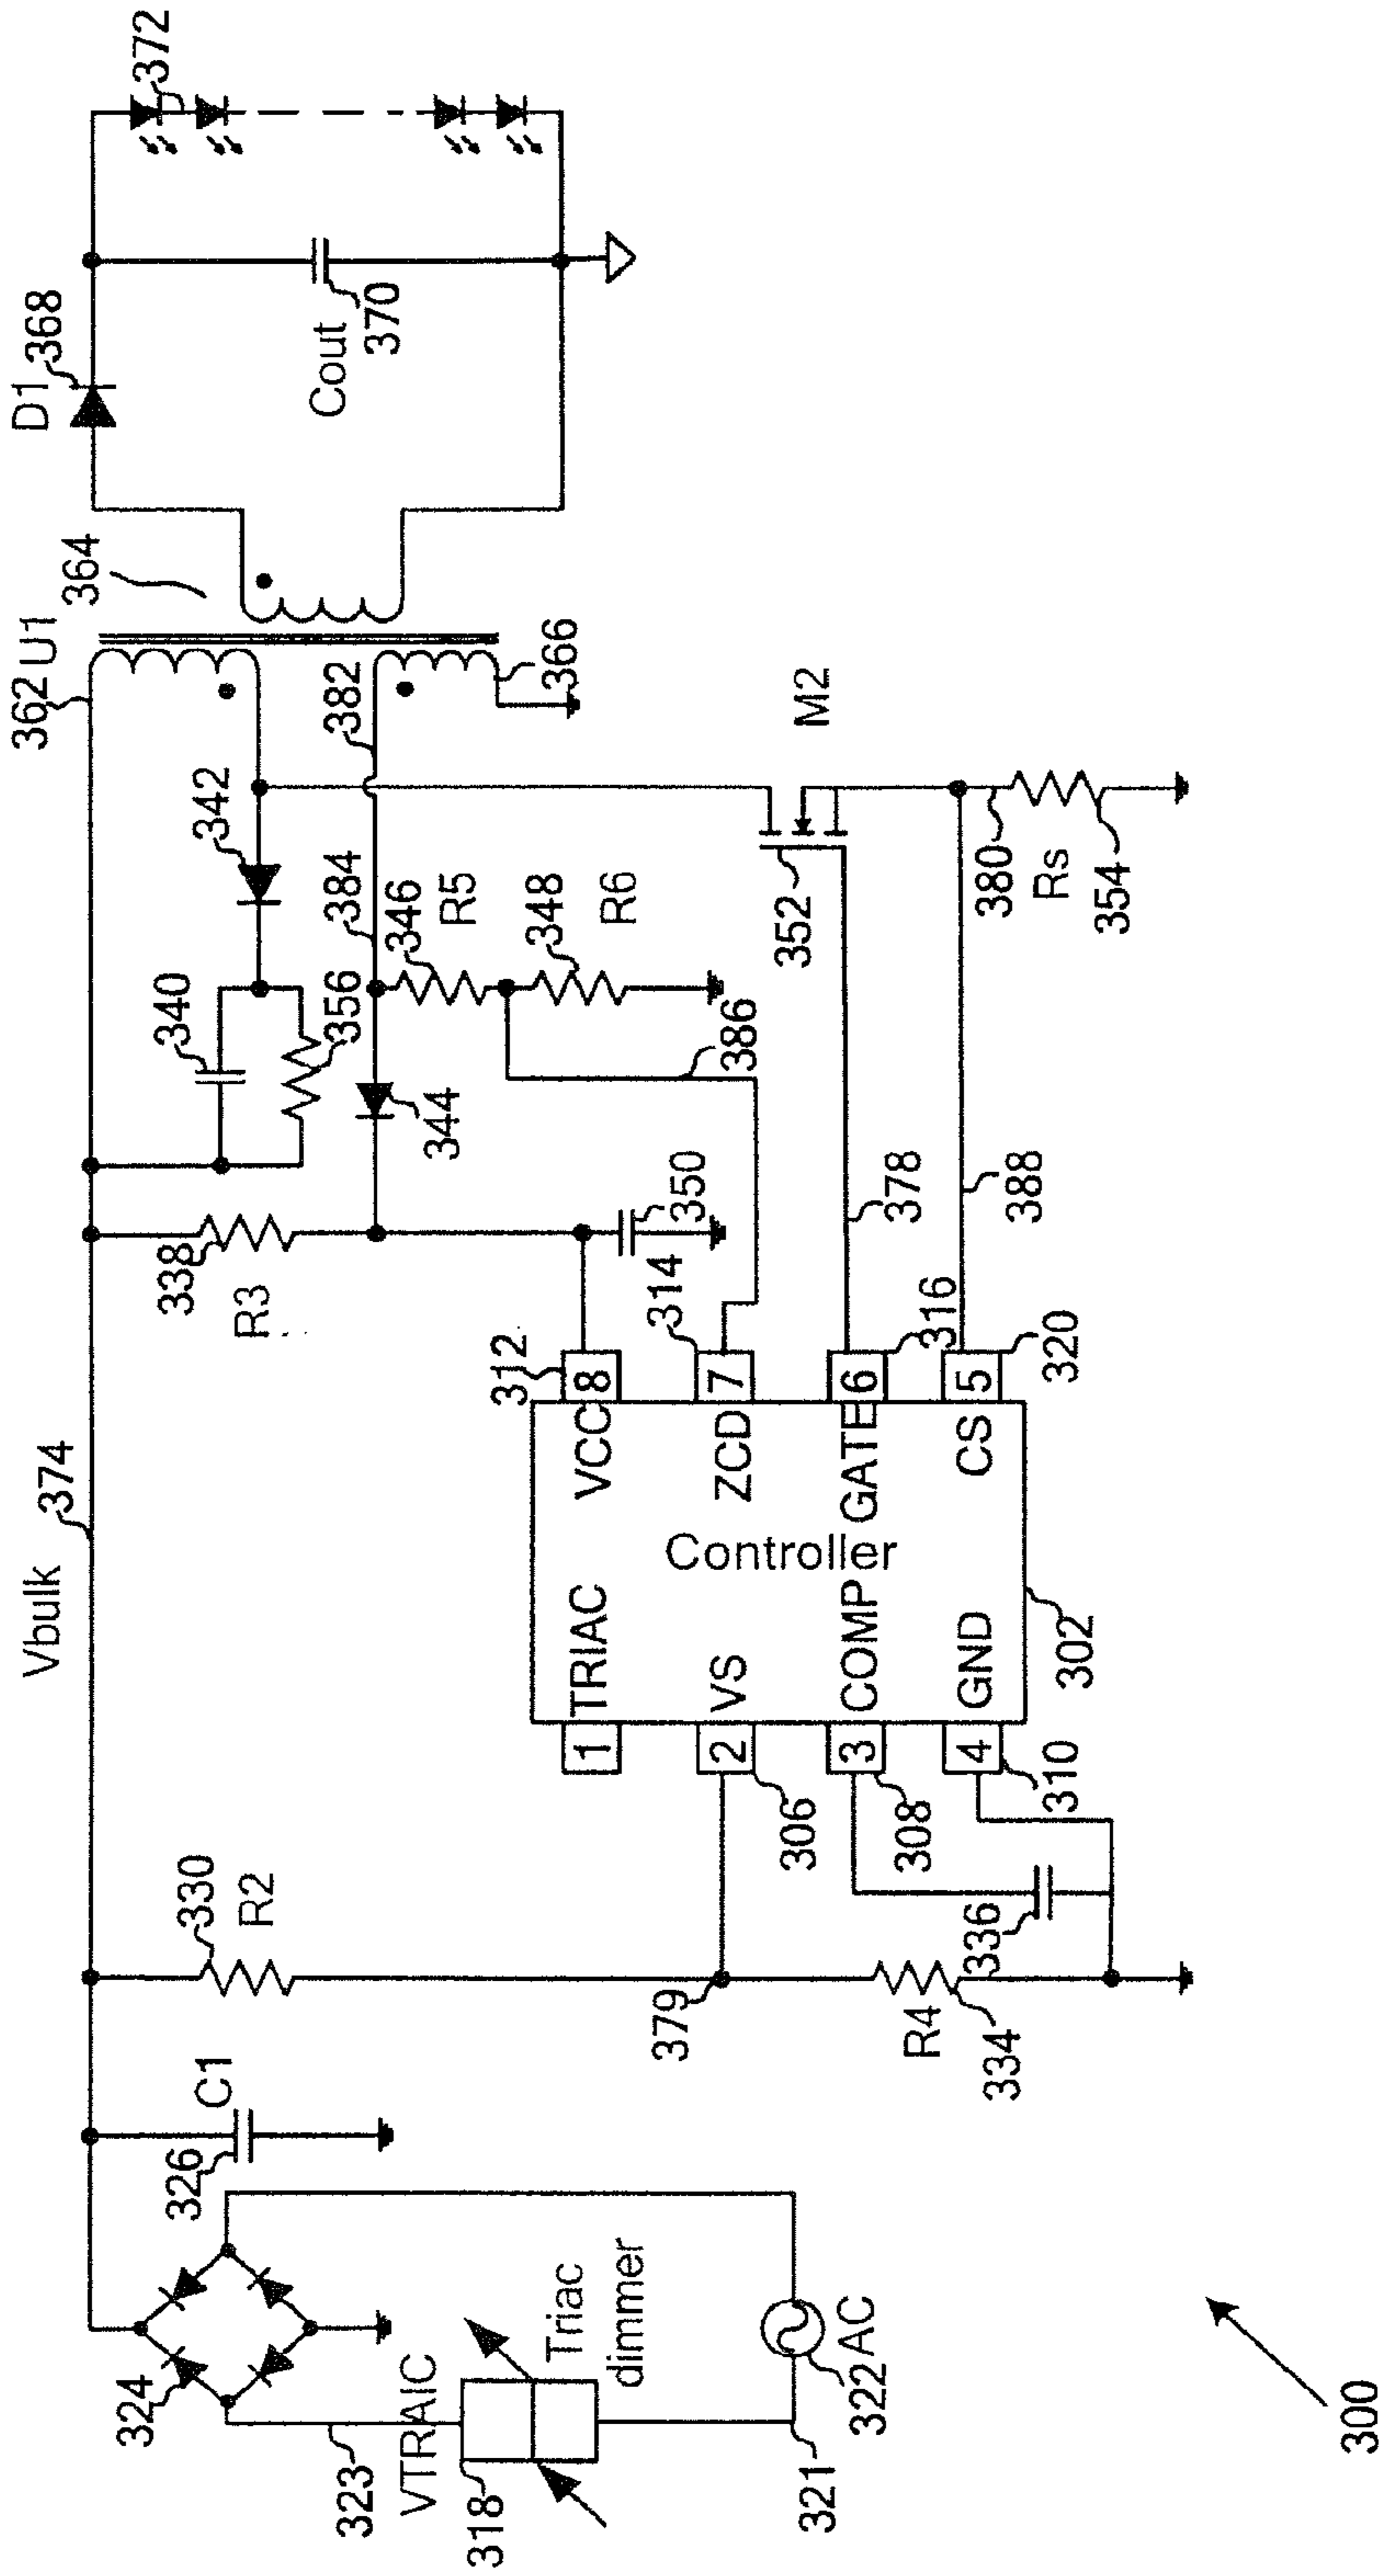 Vbulk
374
362
U1
364
D1
368
372
324
326
C1
330
R2
338
R3
340
356
342
384
382
366
Cout
370
323
VTRAIC
318
Triac
dimmer
321
322
AC
379
R4
334
336
306
308
310
1
2
3
4
TRIAC
VS
COMP
GND
Controller
VCC
ZCD
GATE
CS
8
7
6
5
302
312
314
316
320
350
344
346
R5
348
R6
386
378
388
352
M2
380
Rs
354
300